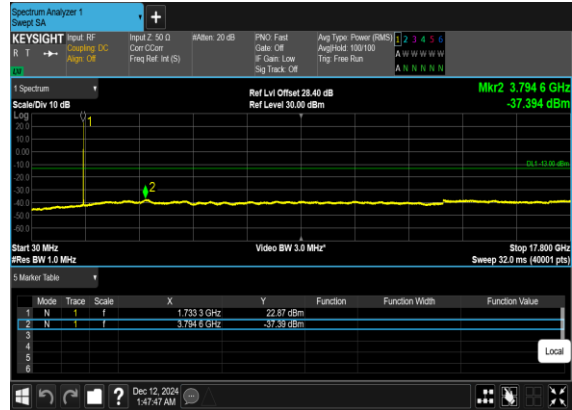 Spectrum Analyzer 1
Swept SA
+
KEYSIGHT Input: RF Input Z: 50 Ω #Atten: 20 dB PNO: Fast Avg Type: Power (RMS) 1 2 3 4 5 6
R T Coupling: DC Corr CCorr Gate: Off Avg|Hold: 100/100 A W W W W W
Align: Off Freq Ref: Int (S) IF Gain: Low Trig: Free Run
Sig Track: Off A N N N N N
1 Spectrum Ref Lvl Offset 28.40 dB Mkr2 3.794 6 GHz
Scale/Div 10 dB Ref Level 30.00 dBm -37.394 dBm
Log
1
20.0
10.0
0.00
-10.0 DL1 -13.00 dBm
-20.0
-30.0 2
-40.0
-50.0
-60.0
Start 30 MHz Video BW 3.0 MHz* Stop 17.800 GHz
#Res BW 1.0 MHz Sweep 32.0 ms (40001 pts)
5 Marker Table
Mode Trace Scale X Y Function Function Width Function Value
1 N 1 f 1.733 3 GHz 22.87 dBm
2 N 1 f 3.794 6 GHz -37.39 dBm
3
4
5
6
Local
? Dec 12, 2024
1:47:47 AM